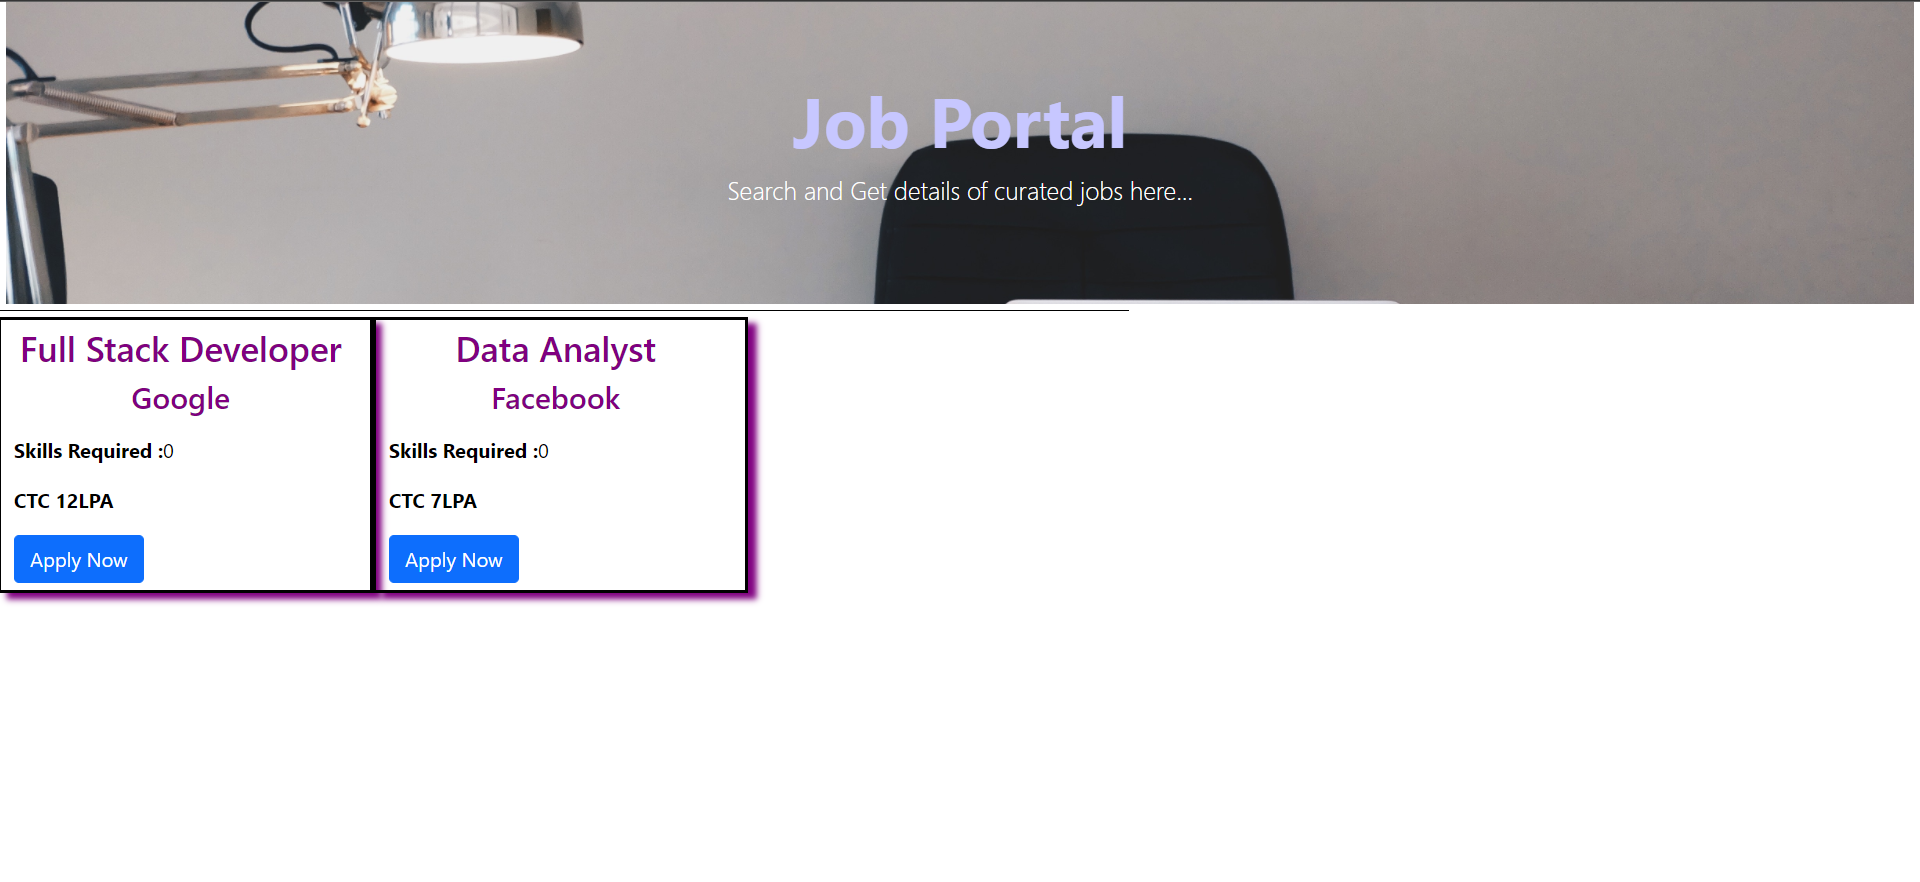 Job Portal
Search and Get details of curated jobs here...
Full Stack Developer
Google
Skills Required :0
CTC 12LPA
Apply Now
Data Analyst
Facebook
Skills Required :0
CTC 7LPA
Apply Now